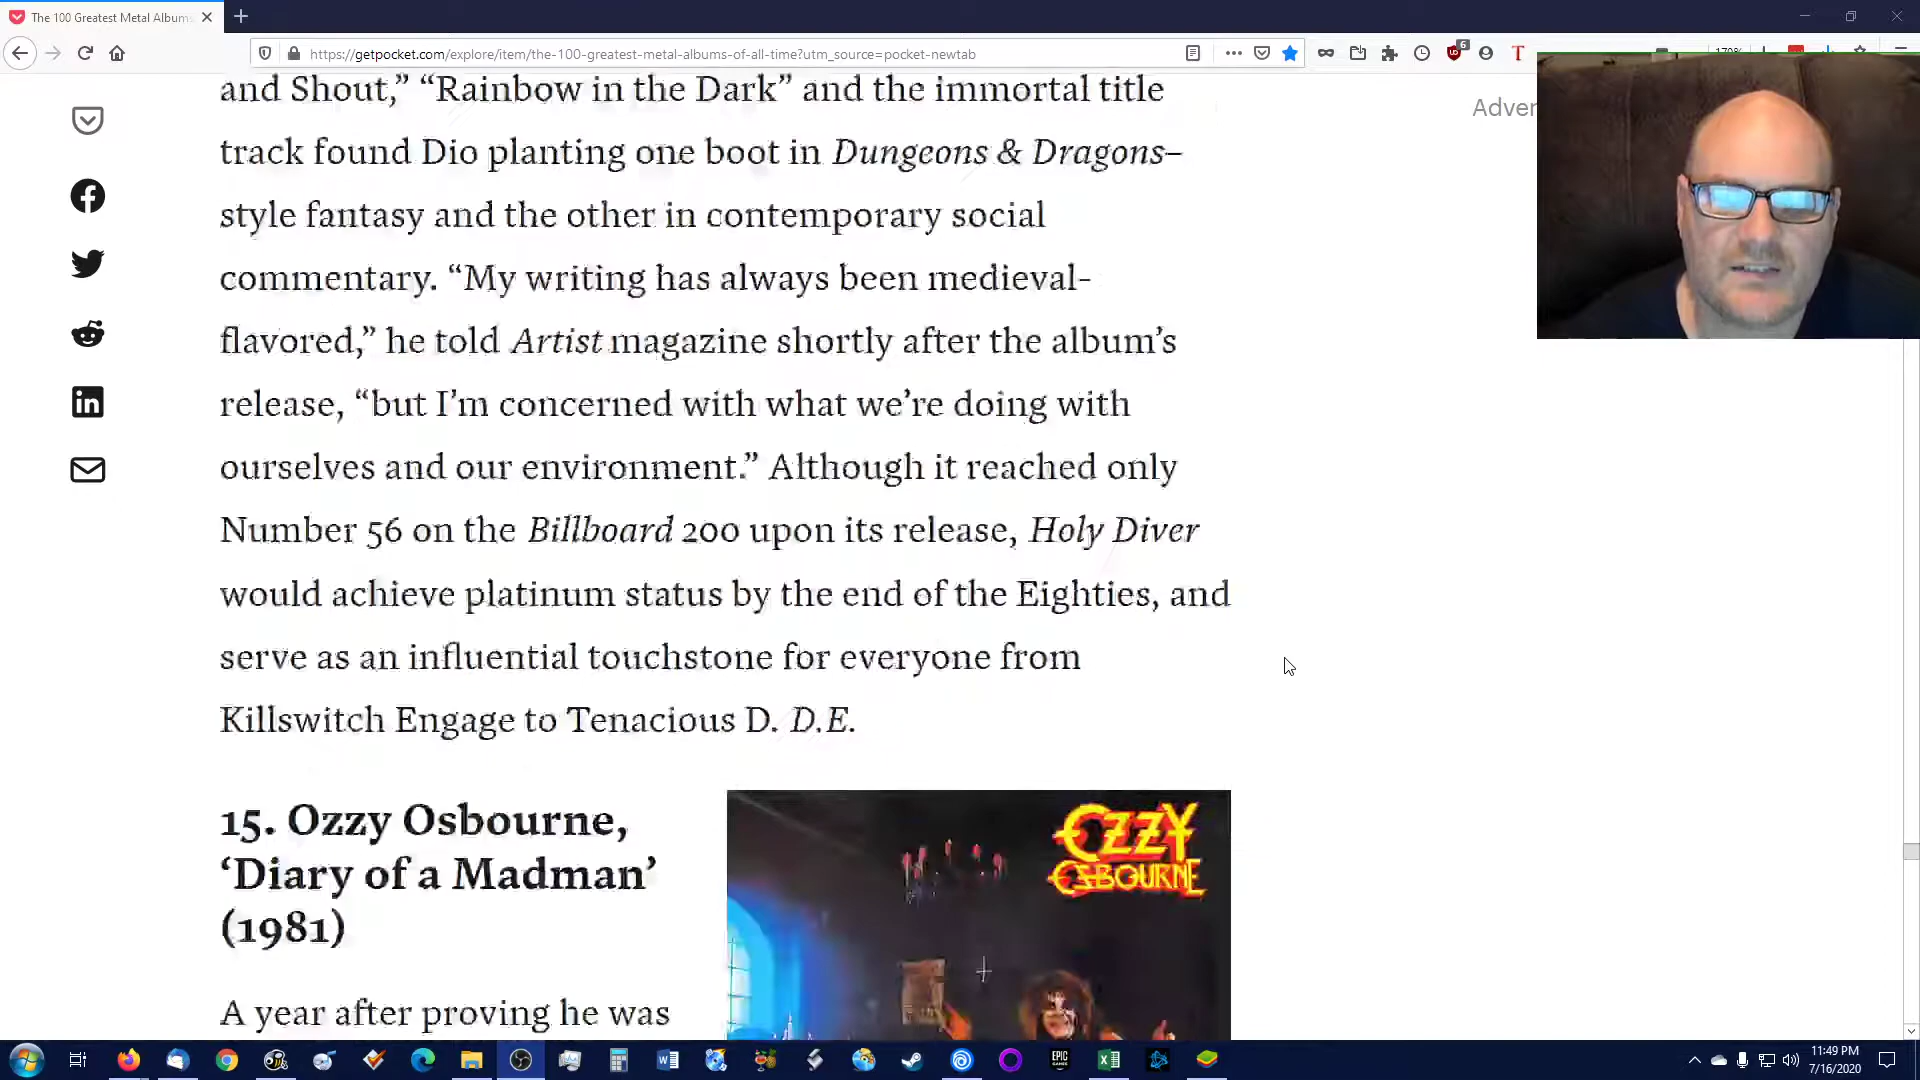 The 100 Greatest Metal Albums
https://getpocket.com/explore/item/the-100-greatest-metal-albums-of-all-time?utm_source=pocket-newtab
6
T
and Shout,” “Rainbow in the Dark” and the immortal title
Adver
track found Dio planting one boot in Dungeons & Dragons–
style fantasy and the other in contemporary social
commentary. “My writing has always been medieval-
flavored,” he told Artist magazine shortly after the album’s
release, “but I’m concerned with what we’re doing with
ourselves and our environment.” Although it reached only
Number 56 on the Billboard 200 upon its release, Holy Diver
would achieve platinum status by the end of the Eighties, and
serve as an influential touchstone for everyone from
Killswitch Engage to Tenacious D. D.E.
15. Ozzy Osbourne,
‘Diary of a Madman’
(1981)
OZZY
OSBOURNE
A year after proving he was
EPIC
GAMES
11:49 PM
7/16/2020